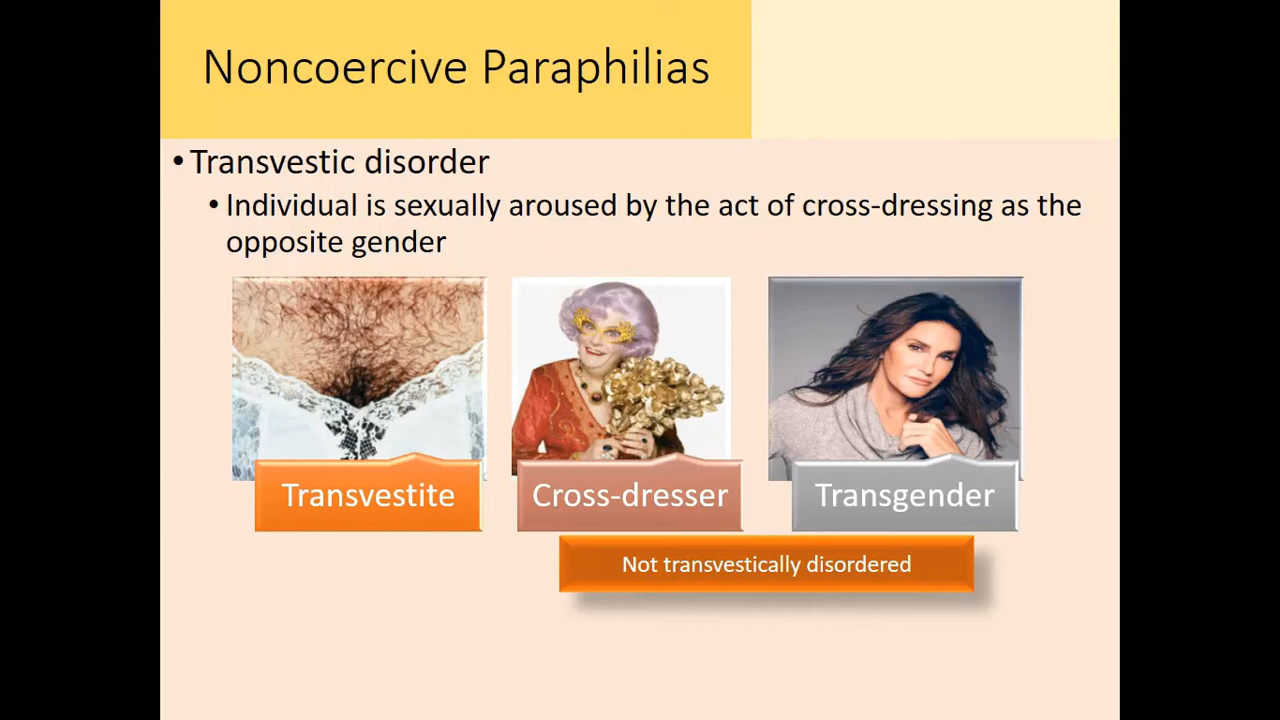 Noncoercive Paraphilias
• Transvestic disorder
• Individual is sexually aroused by the act of cross-dressing as the
opposite gender
Transvestite
Cross-dresser
Transgender
Not transvestically disordered